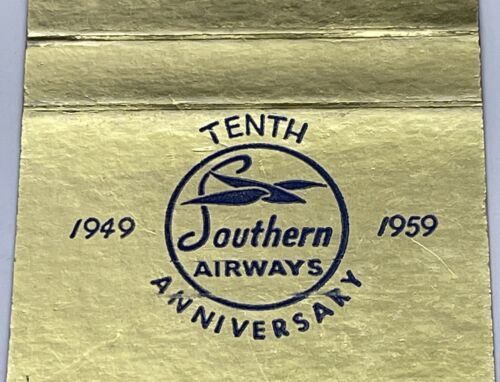 TENTH
1949
Southern
1959
AIRWAYS
ANNIVERSARY